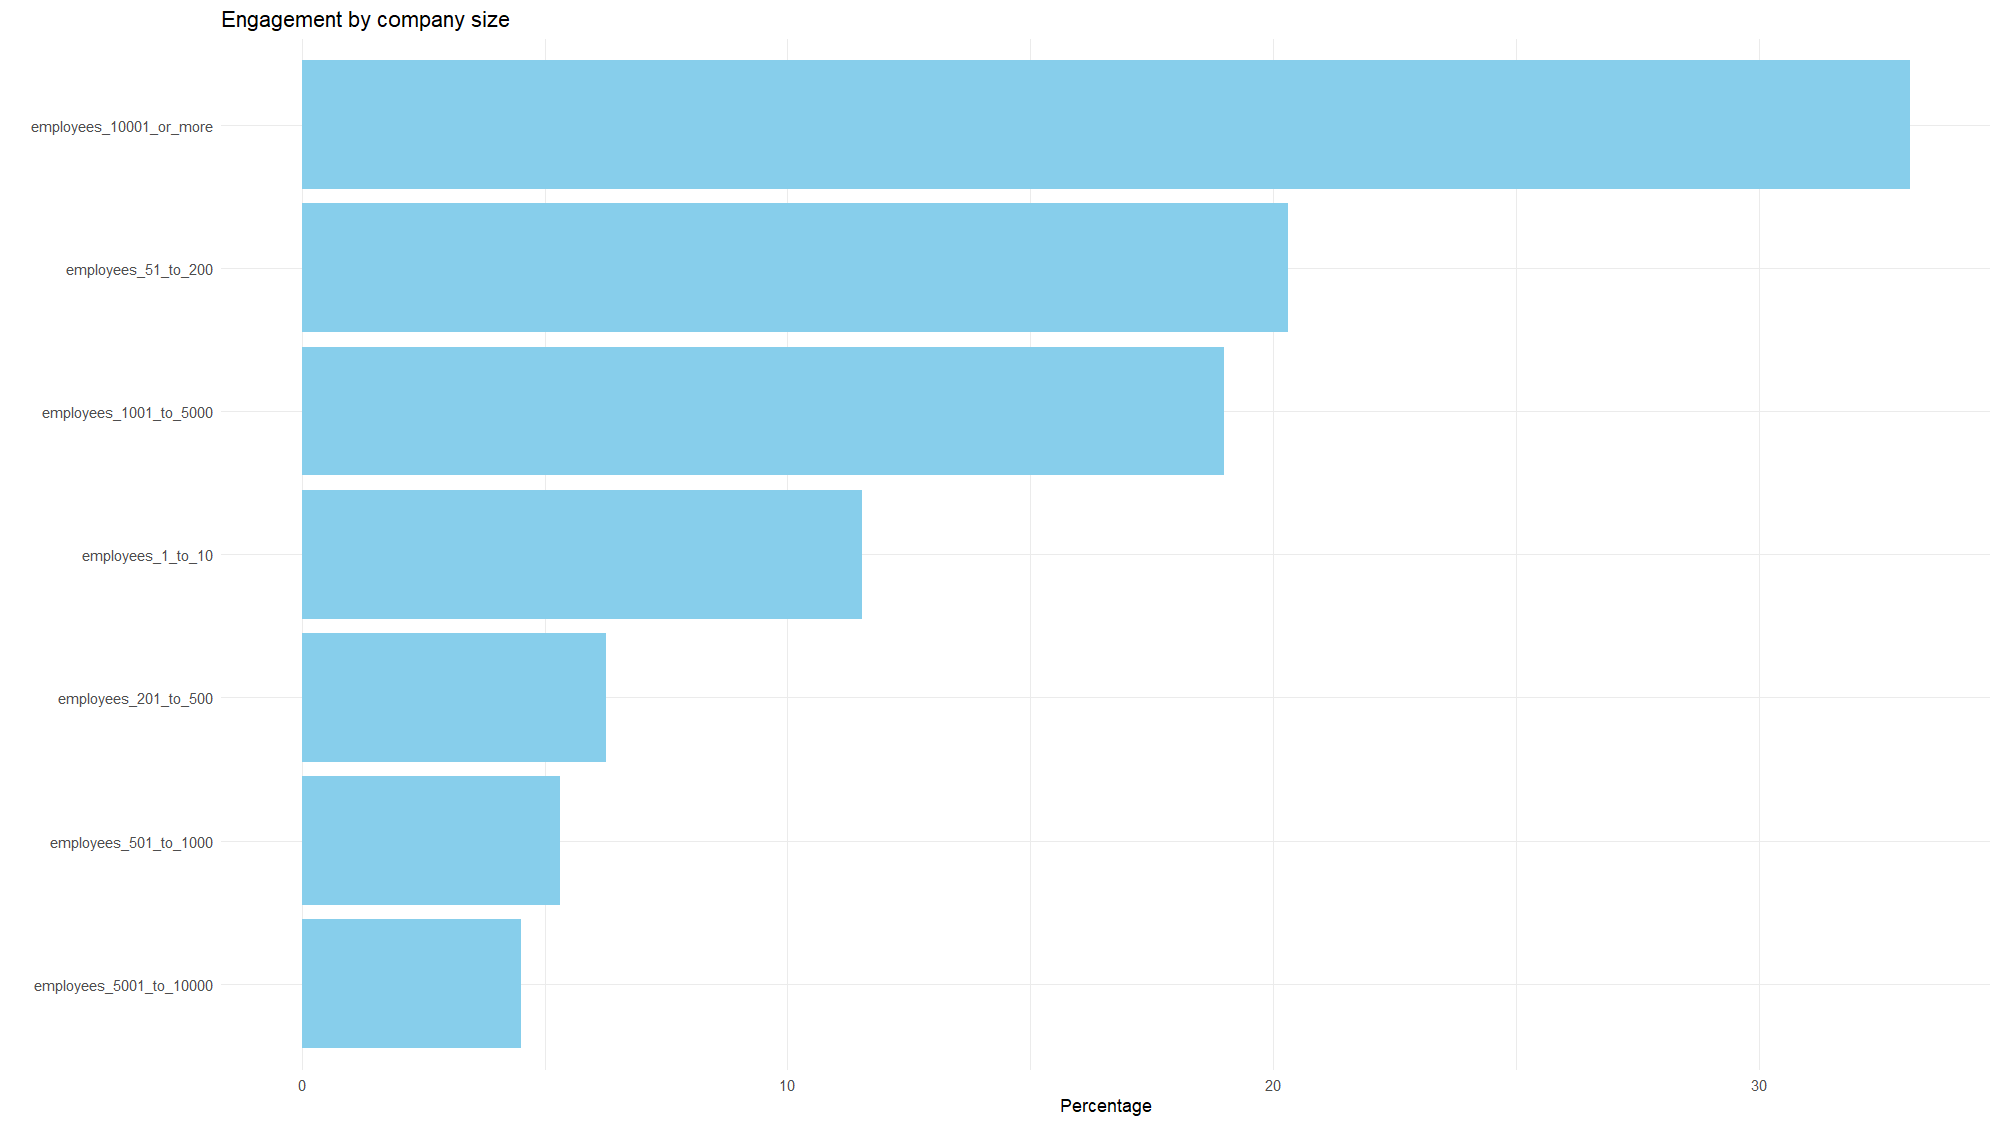 Engagement by company size
employees_10001_or_more
employees_51_to_200
employees_1001_to_5000
employees_1_to_10
employees_201_to_500
employees_501_to_1000
employees_5001_to_10000
0 10 20 30
Percentage